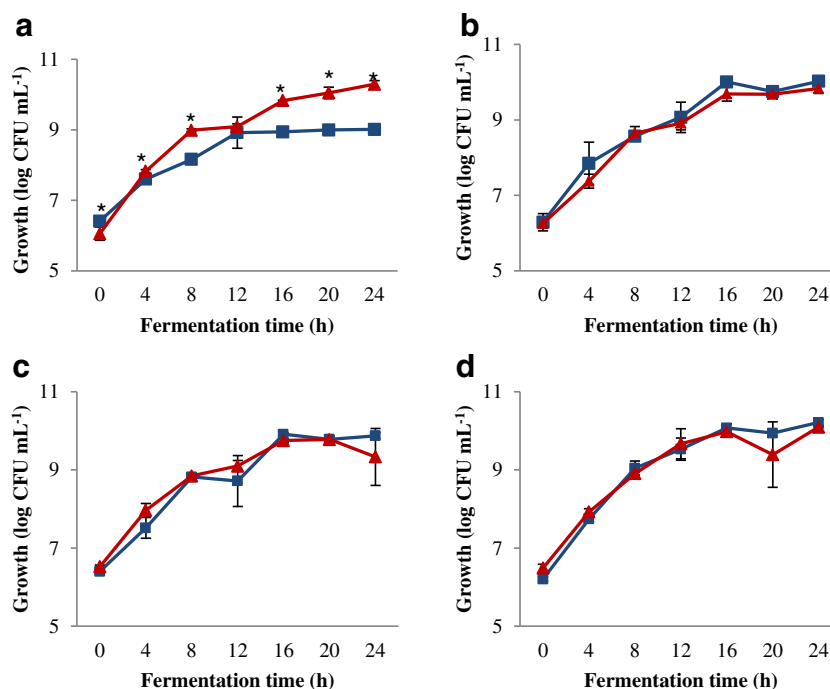 a
Growth (log CFU mL-1)
11
9
7
5
* * * * * *
0 4 8 12 16 20 24
Fermentation time (h)
b
Growth (log CFU mL-1)
11
9
7
5
0 4 8 12 16 20 24
Fermentation time (h)
c
Growth (log CFU mL-1)
11
9
7
5
0 4 8 12 16 20 24
Fermentation time (h)
d
Growth (log CFU mL-1)
11
9
7
5
0 4 8 12 16 20 24
Fermentation time (h)